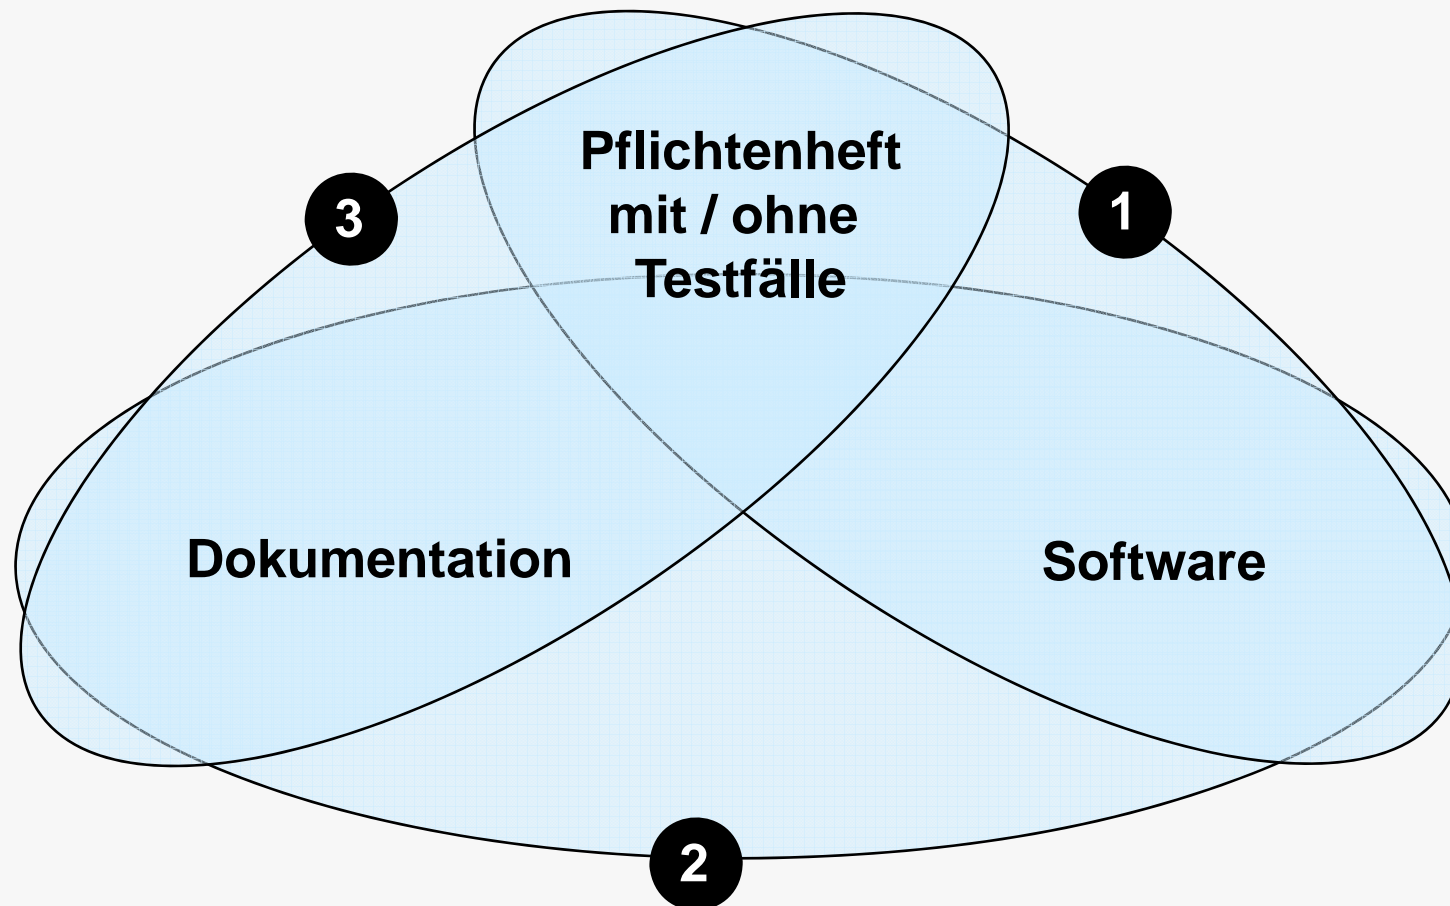 Pflichtenheft
mit / ohne
Testfälle
3
1
Dokumentation
Software
2